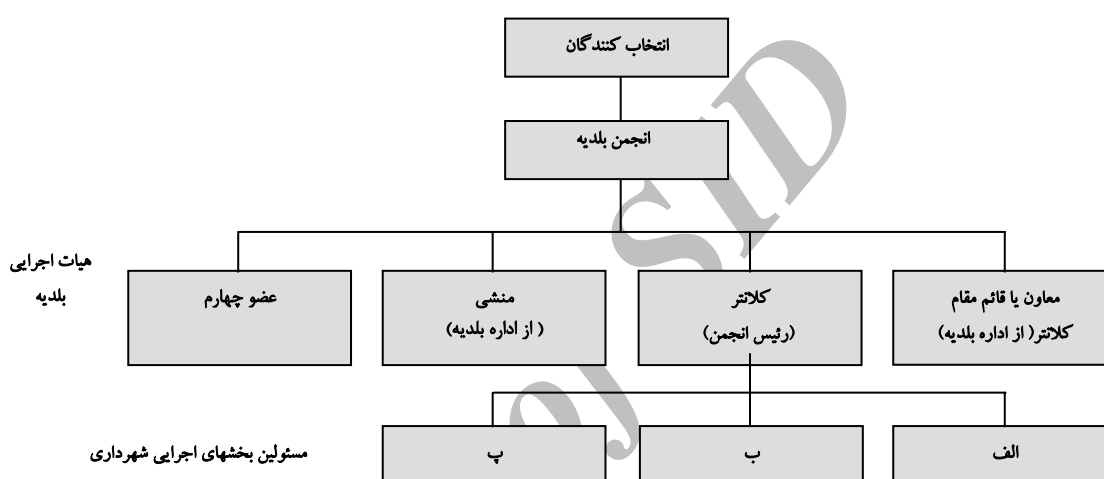 انتخاب کنندگان
انجمن بلدیه
هیات اجرایی
بلدیه
معاون یا قائم مقام
کلانتر( از اداره بلدیه)
کلانتر
(رئیس انجمن)
منشی
( از اداره بلدیه)
عضو چهارم
الف
ب
پ
مسئولین بخشهای اجرایی شهرداری
SID